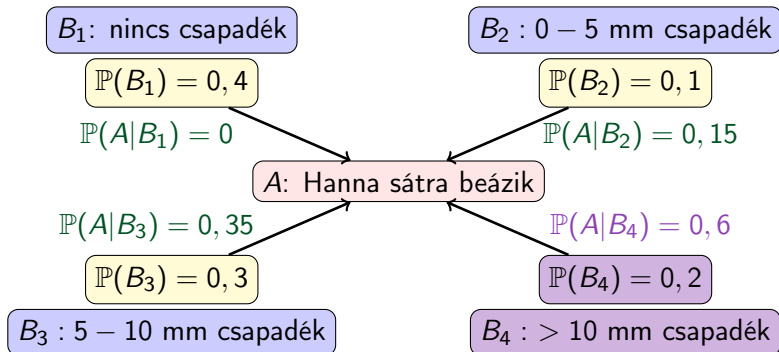 B₁: nincs csapadék
B₂ : 0 – 5 mm csapadék
ℙ(B₁) = 0, 4
ℙ(B₂) = 0, 1
ℙ(A|B₁) = 0
ℙ(A|B₂) = 0, 15
A: Hanna sátra beázik
ℙ(A|B₃) = 0, 35
ℙ(A|B₄) = 0, 6
ℙ(B₃) = 0, 3
ℙ(B₄) = 0, 2
B₃ : 5 – 10 mm csapadék
B₄ : > 10 mm csapadék